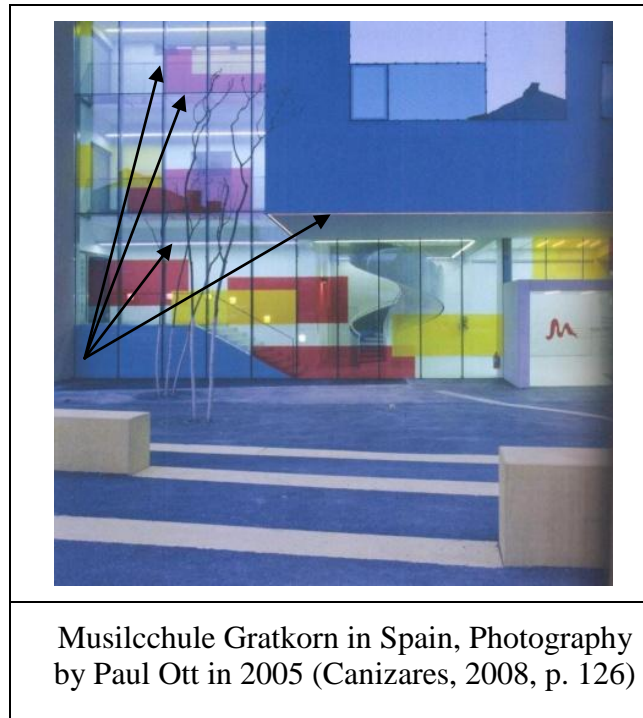 M
Musilcchule Gratkorn in Spain, Photography
by Paul Ott in 2005 (Canizares, 2008, p. 126)